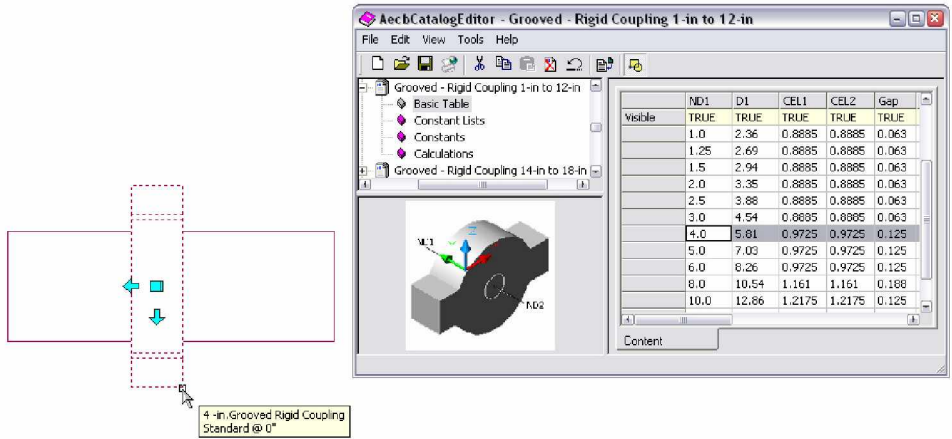 AecbCatalogEditor - Grooved - Rigid Coupling 1-in to 12-in
File Edit View Tools Help
Grooved - Rigid Coupling 1-in to 12-in
Basic Table
Constant Lists
Constants
Calculations
Grooved - Rigid Coupling 14-in to 18-in
ND1 D1 CEL1 CEL2 Gap
Visible TRUE TRUE TRUE TRUE TRUE
1.0 2.36 0.8885 0.8885 0.063
1.25 2.69 0.8885 0.8885 0.063
1.5 2.94 0.8885 0.8885 0.063
2.0 3.35 0.8885 0.8885 0.063
2.5 3.88 0.8885 0.8885 0.063
3.0 4.54 0.8885 0.8885 0.063
4.0 5.81 0.9725 0.9725 0.125
5.0 7.03 0.9725 0.9725 0.125
6.0 8.26 0.9725 0.9725 0.125
8.0 10.54 1.161 1.161 0.188
10.0 12.86 1.2175 1.2175 0.125
Content
Z
ND2
4 -in.Grooved Rigid Coupling
Standard @ 0"